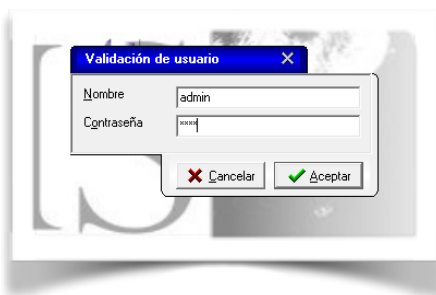 Validación de usuario
Nombre
admin
Contraseña
××××
Cancelar
Aceptar